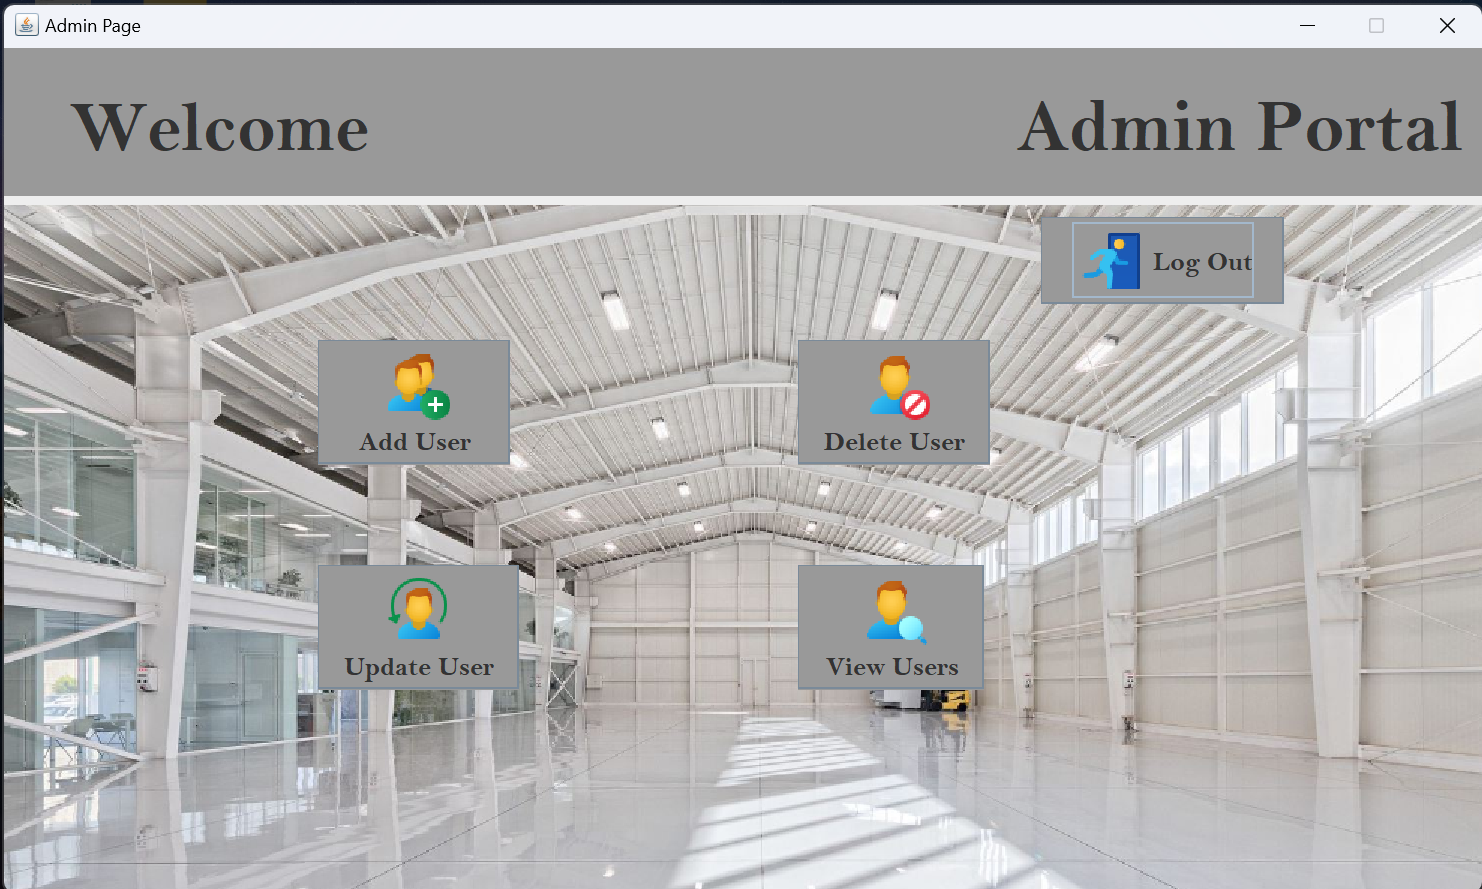 Admin Page
Welcome
Admin Portal
Log Out
Add User
Delete User
Update User
View Users